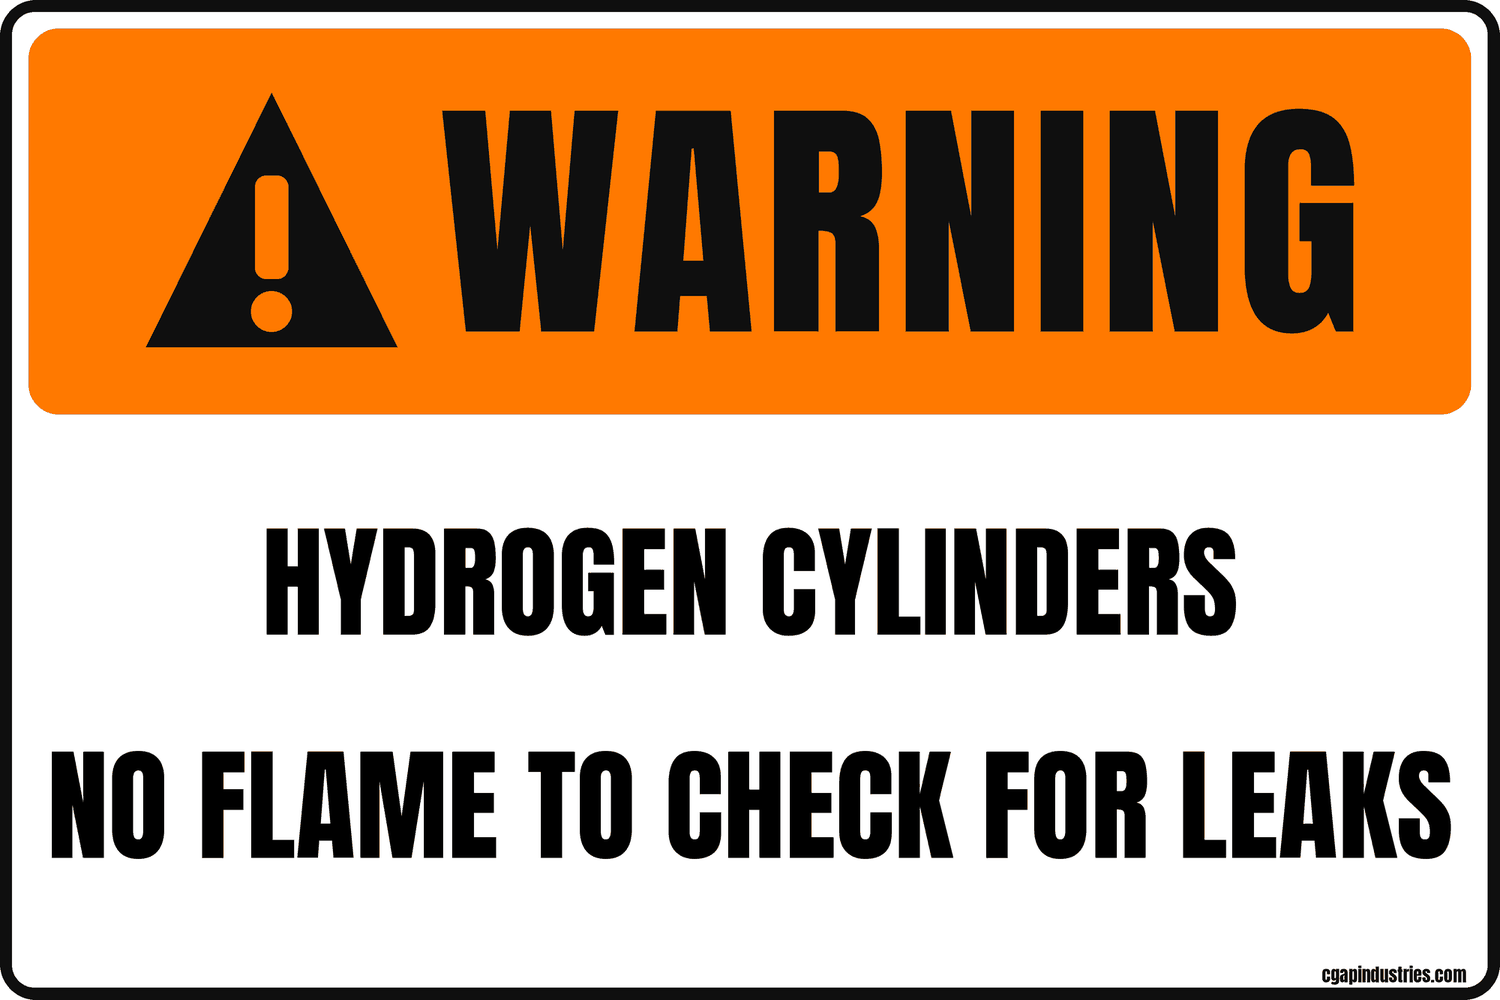 WARNING
HYDROGEN CYLINDERS
NO FLAME TO CHECK FOR LEAKS
cgapindustries.com